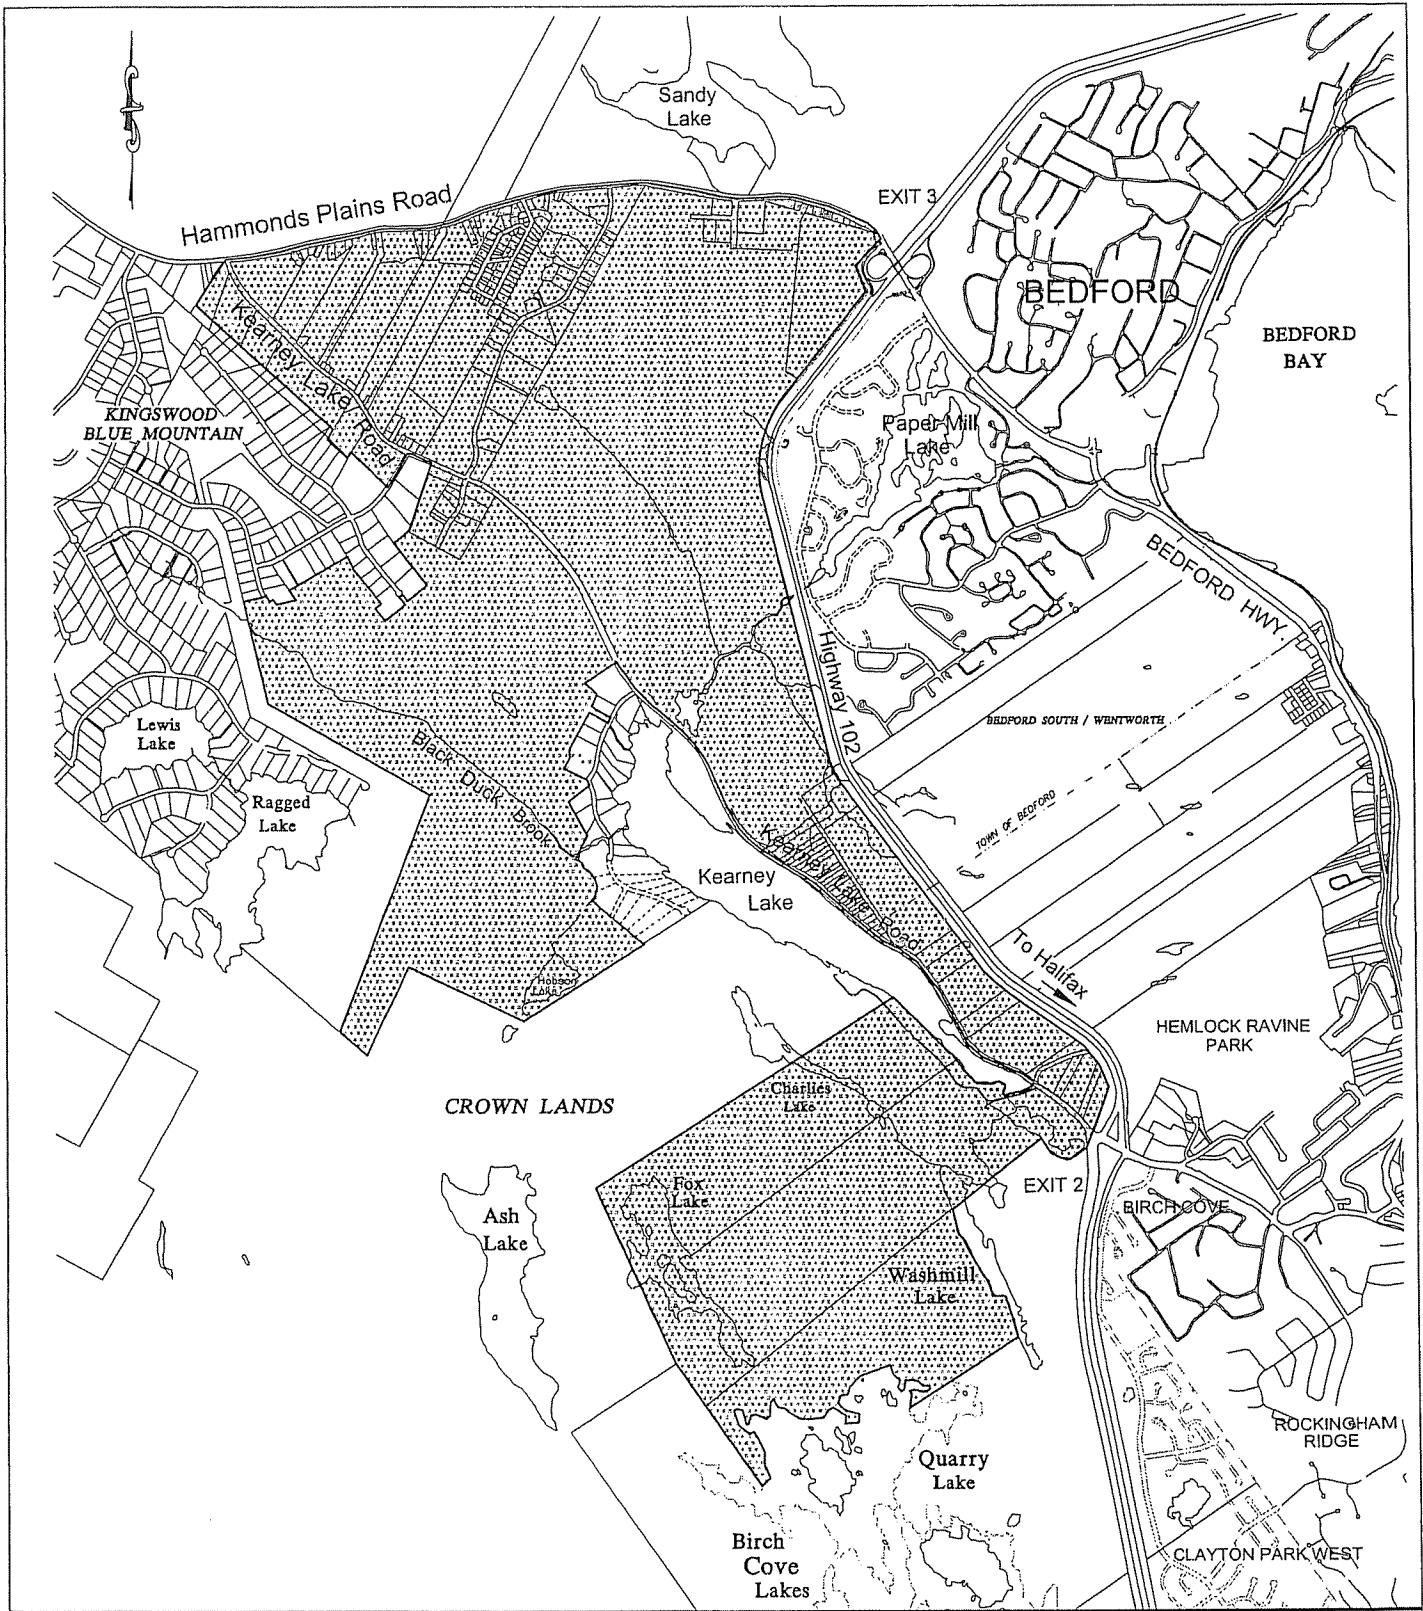 Sandy
Lake
EXIT 3
Hammonds Plains Road
BEDFORD
BEDFORD
BAY
Kearney Lake Road
KINGSWOOD
BLUE MOUNTAIN
Paper Mill
Lake
BEDFORD HWY.
Highway 102
BEDFORD SOUTH / WENTWORTH
Lewis
Lake
Black Duck Brook
Ragged
Lake
TOWN OF BEDFORD
Kearney Lake Road
Kearney
Lake
To Halifax
Hobson
Lake
HEMLOCK RAVINE
PARK
Charlies
Lake
CROWN LANDS
Fox
Lake
EXIT 2
BIRCH COVE
Ash
Lake
Washmill
Lake
ROCKINGHAM
RIDGE
Quarry
Lake
Birch
Cove
Lakes
CLAYTON PARK WEST